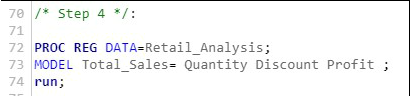 70 /* Step 4 */:
71
72 PROC REG DATA=Retail_Analysis;
73 MODEL Total_Sales= Quantity Discount Profit ;
74 run;